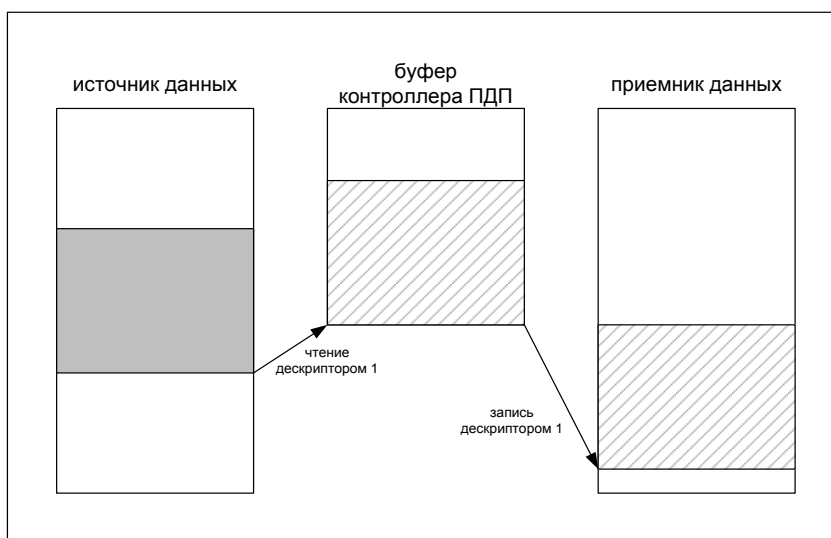 источник данных
буфер
контроллера ПДП
приемник данных
чтение
дескриптором 1
запись
дескриптором 1